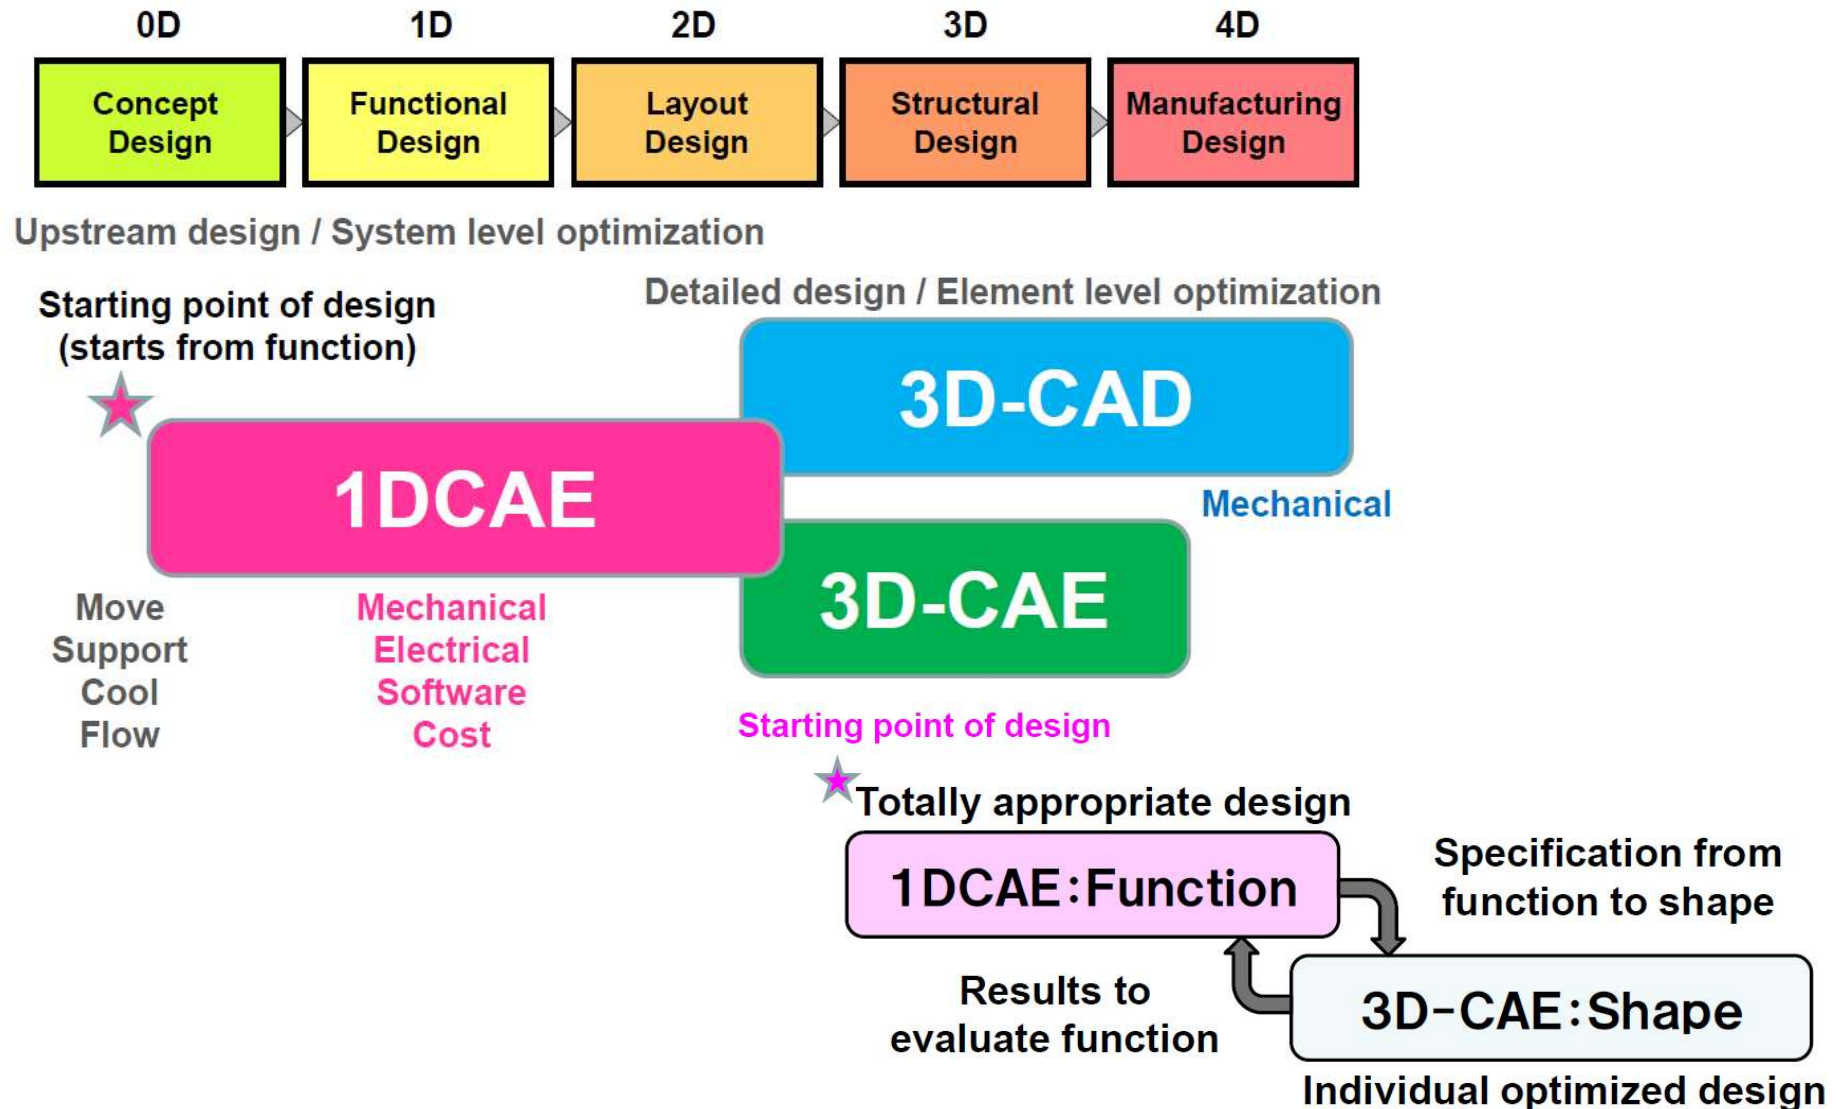 0D
1D
2D
3D
4D
Concept
Design
Functional
Design
Layout
Design
Structural
Design
Manufacturing
Design
Upstream design / System level optimization
Starting point of design
(starts from function)
Detailed design / Element level optimization
3D-CAD
1DCAE
Mechanical
3D-CAE
Move
Support
Cool
Flow
Mechanical
Electrical
Software
Cost
Starting point of design
Totally appropriate design
1DCAE:Function
Specification from
function to shape
Results to
evaluate function
3D-CAE:Shape
Individual optimized design